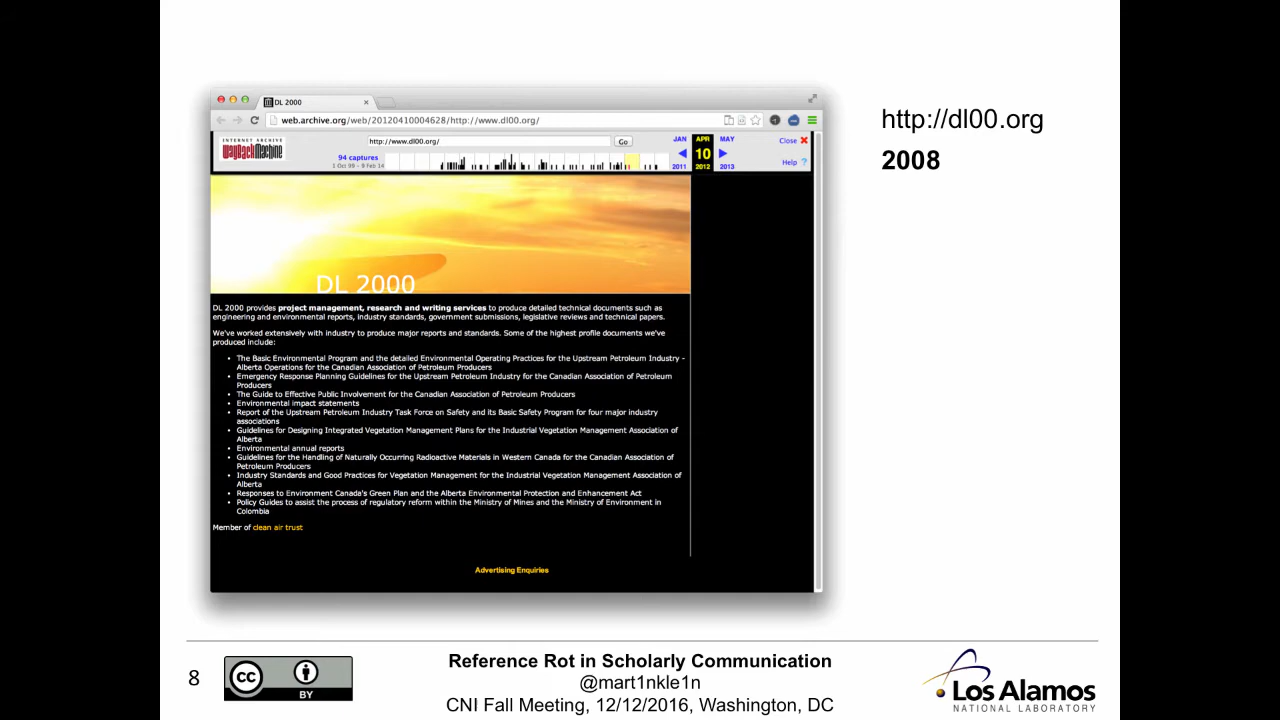 DL 2000
web.archive.org/web/20120410004628/http://www.dl00.org/
INTERNET ARCHIVE
WayBackMachine
http://www.dl00.org/
Go
JAN
APR
MAY
Close
94 captures
1 Oct 99 - 9 Feb 14
10
2011
2012
2013
Help ?
DL 2000
DL 2000 provides project management, research and writing services to produce detailed technical documents such as
engineering and environmental reports, industry standards, government submissions, legislative reviews and technical papers.
We've worked extensively with industry to produce major reports and standards. Some of the highest profile documents we've
produced include:
• The Basic Environmental Program and the detailed Environmental Operating Practices for the Upstream Petroleum Industry -
Alberta Operations for the Canadian Association of Petroleum Producers
• Emergency Response Planning Guidelines for the Upstream Petroleum Industry for the Canadian Association of Petroleum
Producers
• The Guide to Effective Public Involvement for the Canadian Association of Petroleum Producers
• Environmental impact statements
• Report of the Upstream Petroleum Industry Task Force on Safety and its Basic Safety Program for four major industry
associations
• Guidelines for Designing Integrated Vegetation Management Plans for the Industrial Vegetation Management Association of
Alberta
• Environmental annual reports
• Guidelines for the Handling of Naturally Occurring Radioactive Materials in Western Canada for the Canadian Association of
Petroleum Producers
• Industry Standards and Good Practices for Vegetation Management for the Industrial Vegetation Management Association of
Alberta
• Responses to Environment Canada's Green Plan and the Alberta Environmental Protection and Enhancement Act
• Policy Guides to assist the process of regulatory reform within the Ministry of Mines and the Ministry of Environment in
Colombia
Member of clean air trust
Advertising Enquiries
http://dl00.org
2008
8
cc
BY
Reference Rot in Scholarly Communication
@mart1nkle1n
CNI Fall Meeting, 12/12/2016, Washington, DC
Los Alamos
NATIONAL LABORATORY